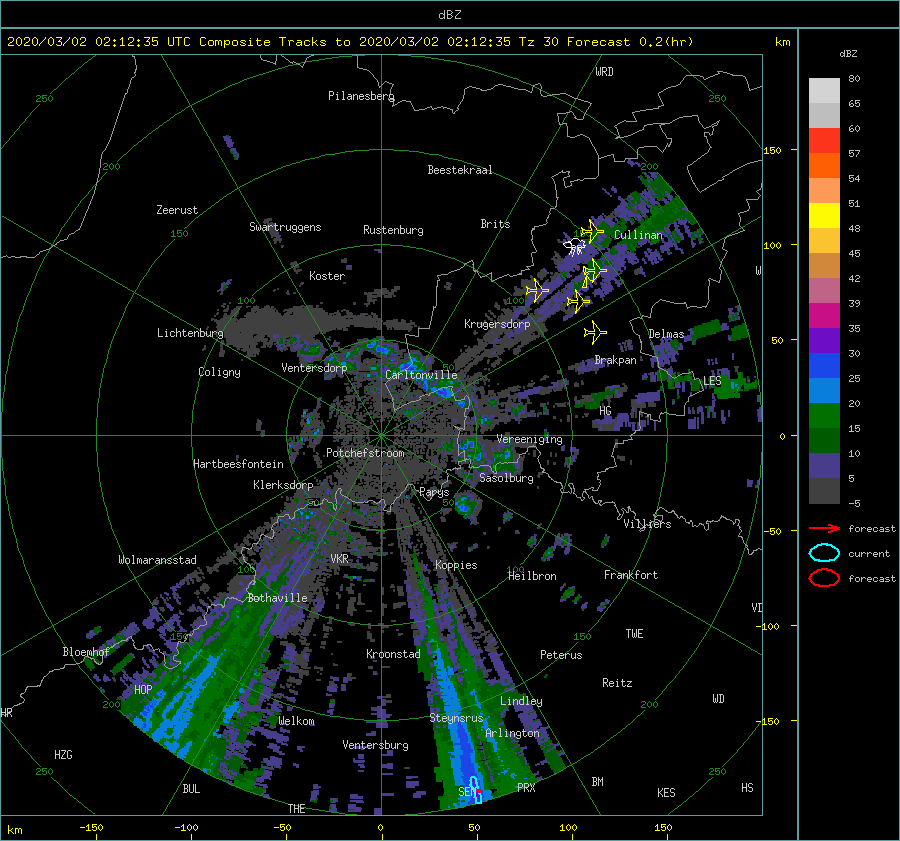 dBZ
2020/03/02 02:12:35 UTC Composite Tracks to 2020/03/02 02:12:35 Tz 30 Forecast 0.2(hr)
km
dBZ
WRD
80
250
Pilanesberg
250
65
60
150
57
200
Beestekraal
200
54
Zeerust
51
Swartruggens
Rustenburg
Brits
150
Cullinan
48
100
45
Koster
W
42
100
100
39
Lichtenburg
Krugersdorp
Delmas
36
50
30
Coligny
Ventersdorp
Carltonville
Brakpan
LES
25
20
HG
15
Vereeniging
0
Potchefstroom
10
Hartbeesfontein
Klerksdorp
Sasolburg
5
Parys
50
50
-5
Villiers
forecast
-50
Wolmaransstad
VKR
Koppies
current
100
100
Heilbron
Frankfort
forecast
Bothaville
VD
-100
150
150
TWE
Bloemhof
Kroonstad
Peterus
HOP
Reitz
WD
HR
200
Lindley
200
Welkom
Steynsrus
-150
Arlington
HZG
Ventersburg
250
250
BUL
SEN
PRX
BM
KES
HS
THE
km
-150
-100
-50
0
50
100
150